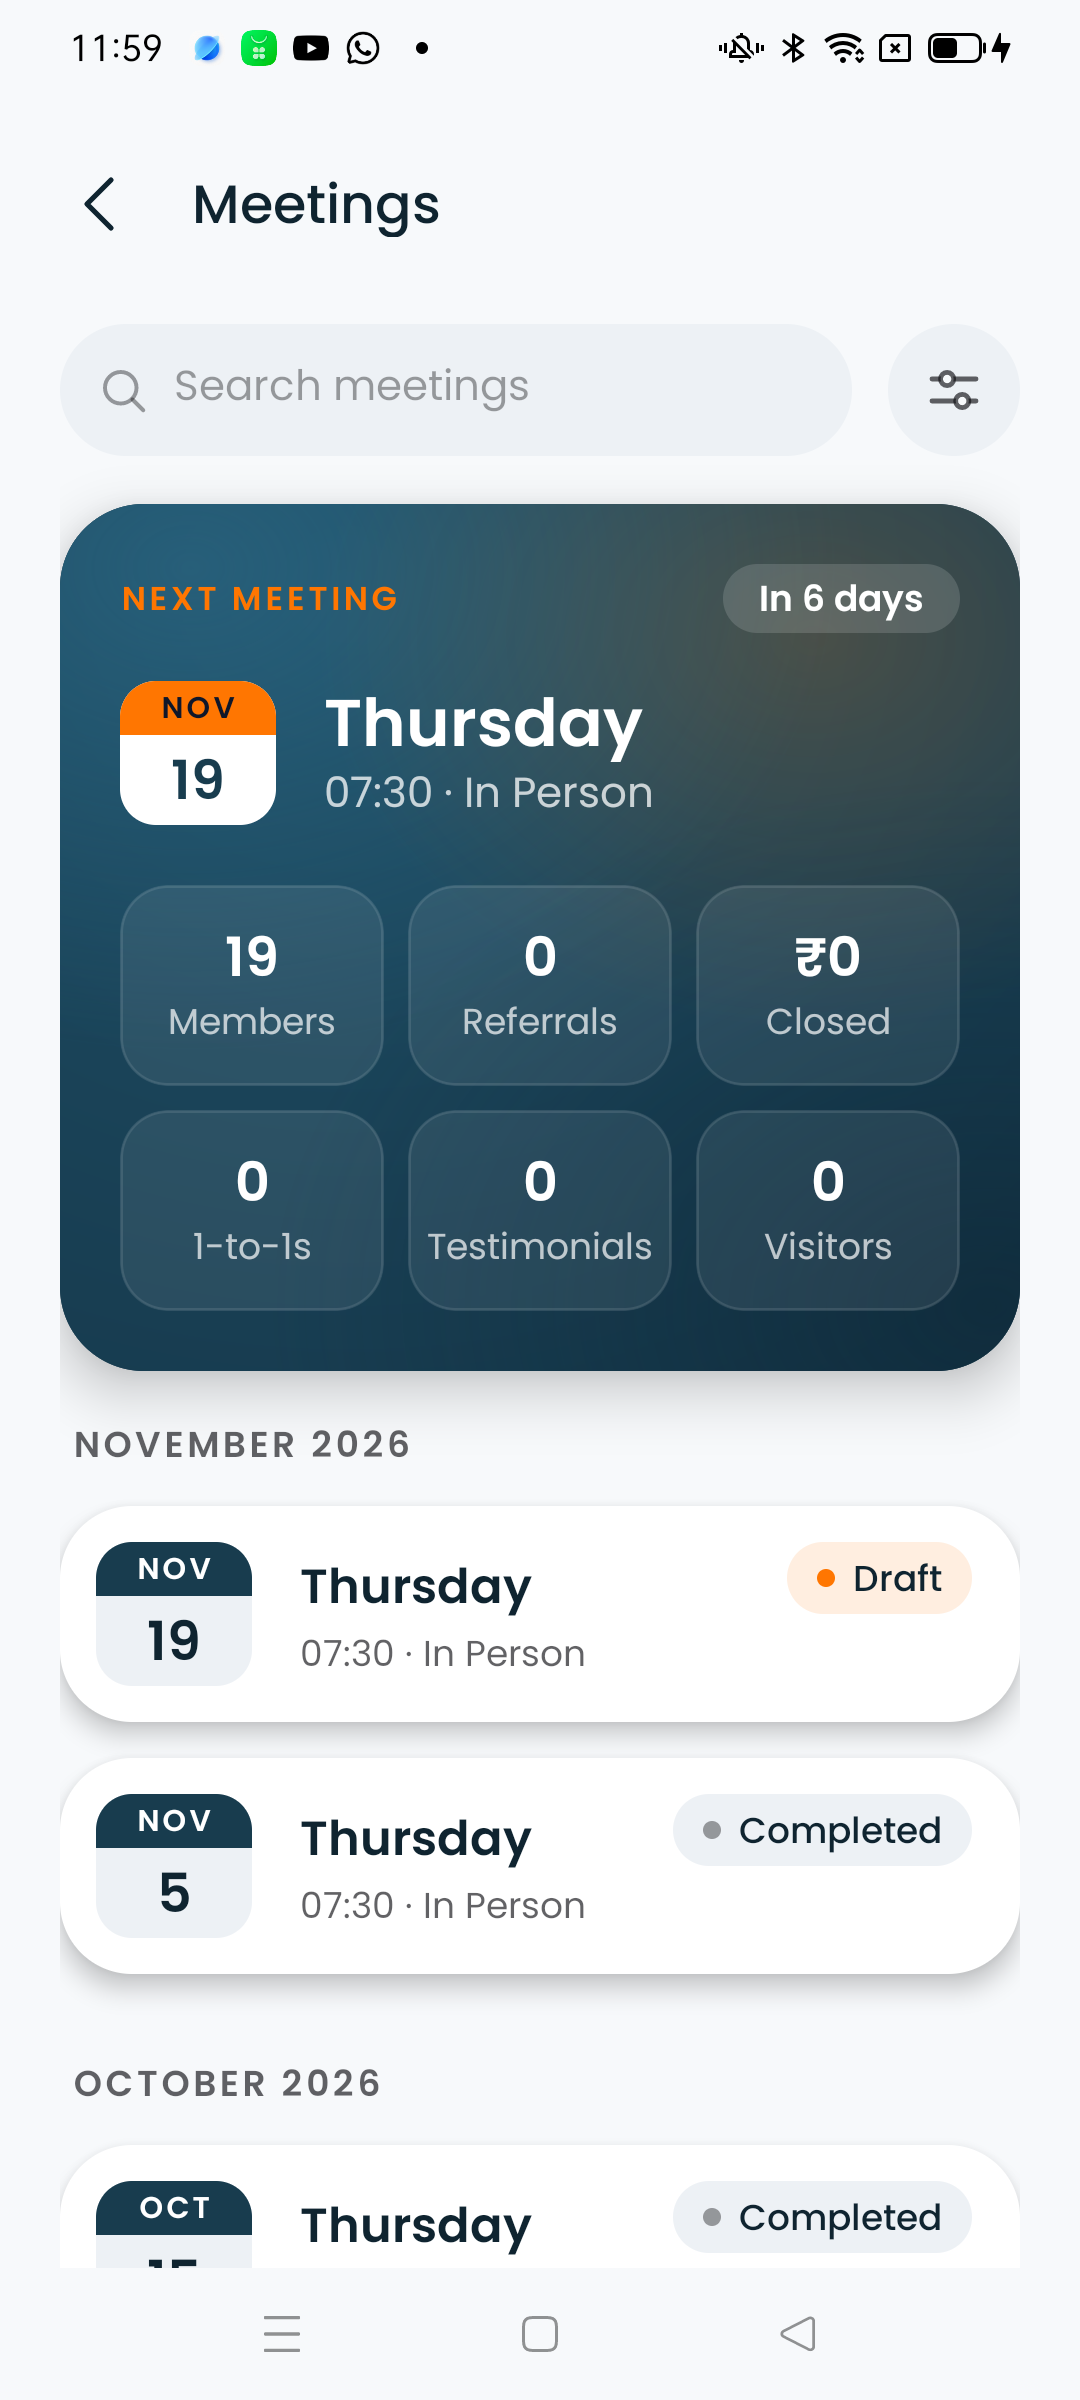 11:59
Meetings
Search meetings
NEXT MEETING
In 6 days
NOV
19
Thursday
07:30 · In Person
19
Members
0
Referrals
₹0
Closed
0
1-to-1s
0
Testimonials
0
Visitors
NOVEMBER 2026
NOV
19
Thursday
07:30 · In Person
Draft
NOV
5
Thursday
07:30 · In Person
Completed
OCTOBER 2026
OCT
Thursday
Completed